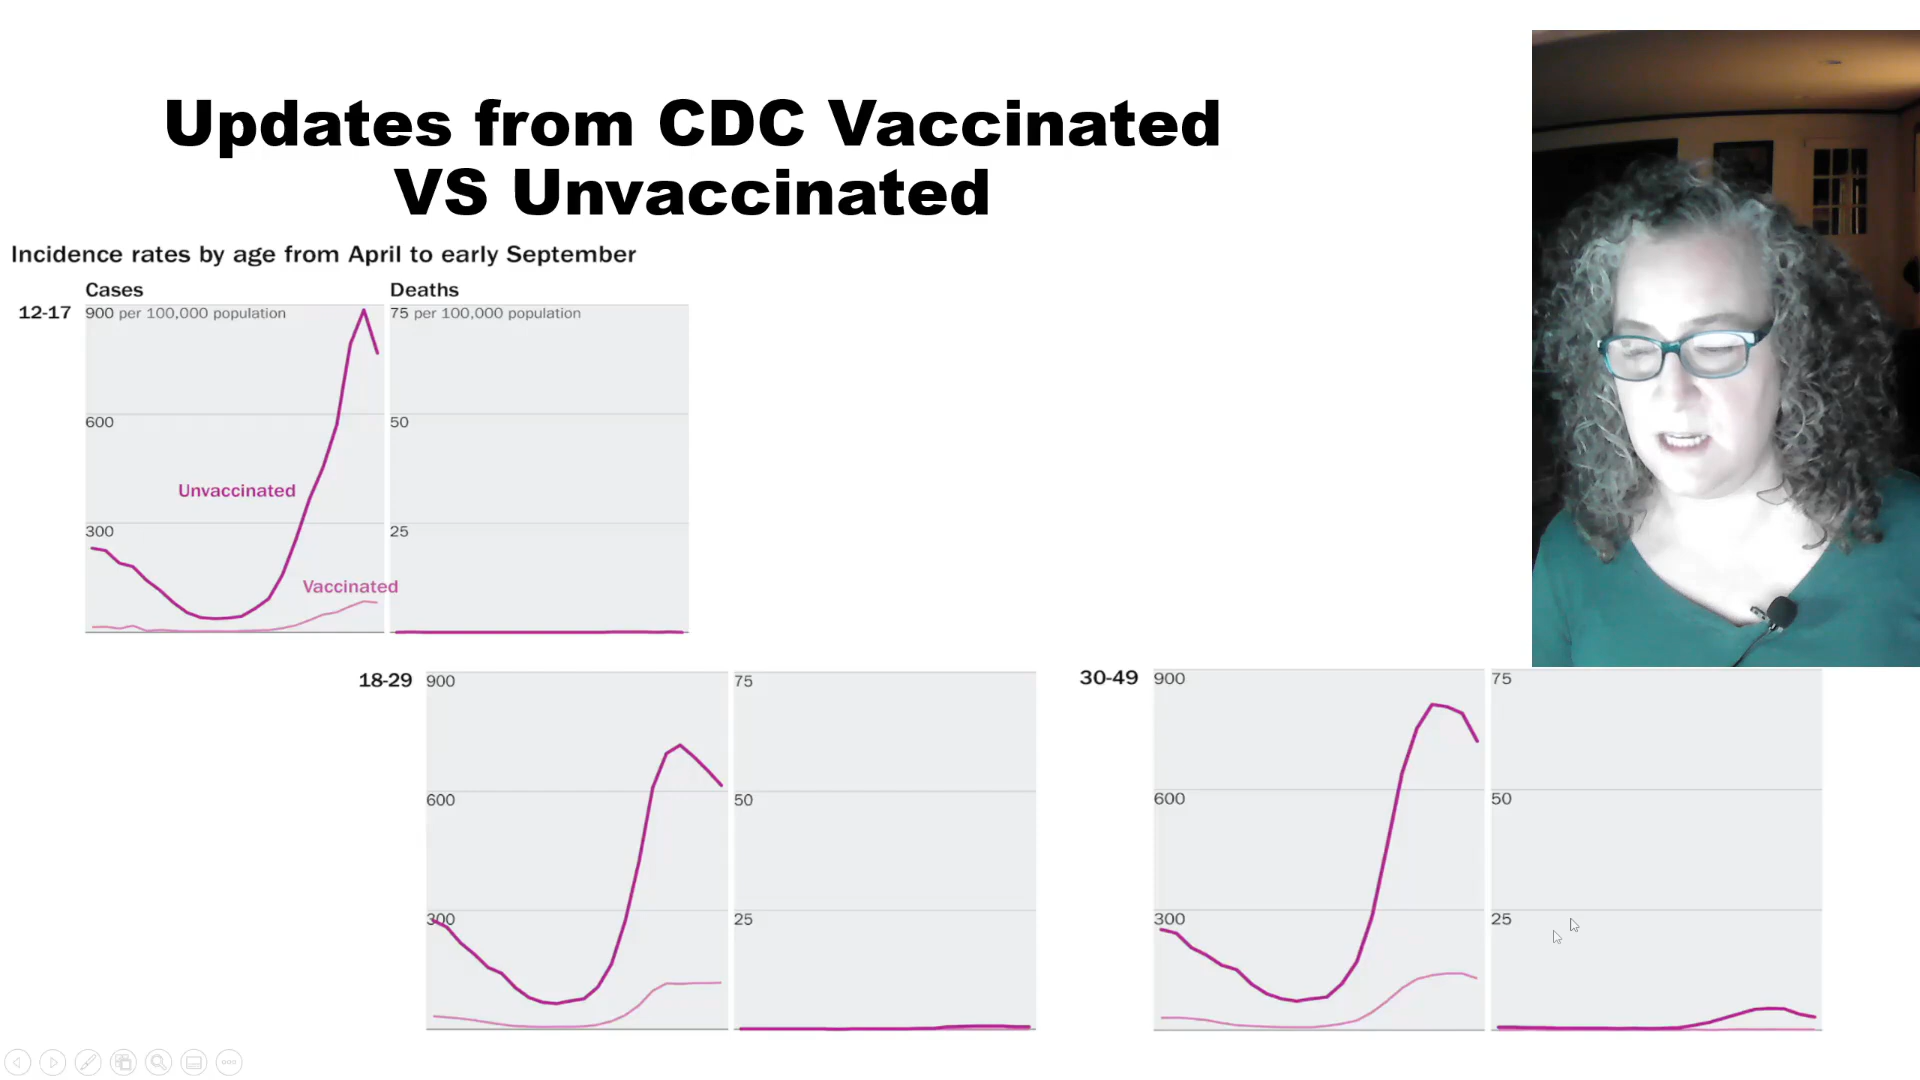 Updates from CDC Vaccinated
VS Unvaccinated
Incidence rates by age from April to early September
Cases
Deaths
12-17
900 per 100,000 population
75 per 100,000 population
600
50
Unvaccinated
300
25
Vaccinated
18-29
900
75
600
50
300
25
30-49
900
75
600
50
300
25